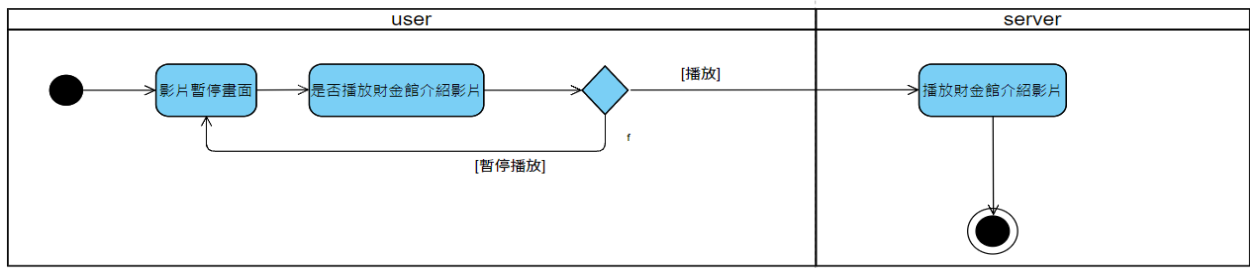 user
server
影片暫停畫面
是否播放財金館介紹影片
[播放]
播放財金館介紹影片
f
[暫停播放]